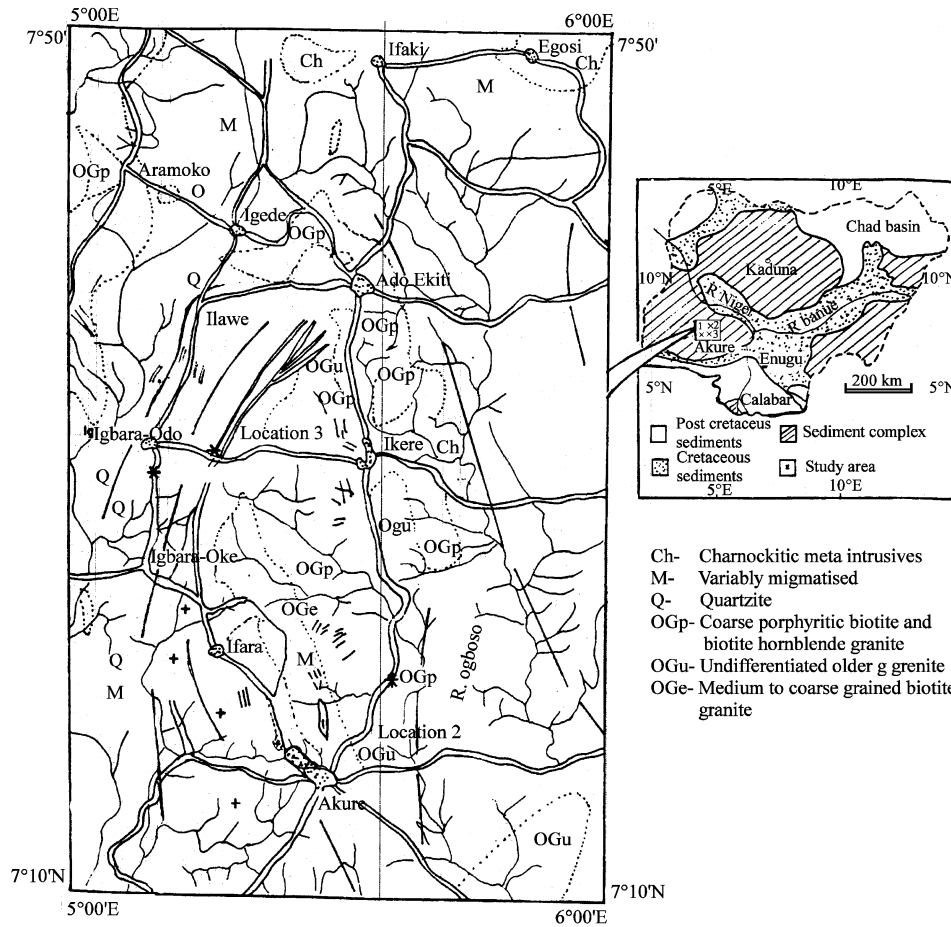 5°00'E
6°00'E
7°50'
7°50'
Ch
Ifaki
Egosi
Ch
M
M
OGp
Aramoko
O
Igede
OGp
Q
Ado Ekiti
Ilawe
OGp
OGu
OGp
OGp
Igbara-Odo
Location 3
Ikere
Ch
Q
Q
Ogu
OGp
Igbara-Oke
OGp
OGe
Ifara
M
Q
M
R. ogboso
OGp
Location 2
OGu
Akure
OGu
7°10'N
7°10'N
5°00'E
6°00'E
5°E
10°E
Chad basin
10°N
Kaduna
10°N
R Niger
R banue
1 ×2
××3
Akure
Enugu
5°N
Calabar
200 km
5°N
Post cretaceus
sediments
Sediment complex
Cretaceous
sediments
Study area
5°E
10°E
Ch- Charnockitic meta intrusives
M- Variably migmatised
Q- Quartzite
OGp- Coarse porphyritic biotite and
biotite hornblende granite
OGu- Undifferentiated older g grenite
OGe- Medium to coarse grained biotite
granite